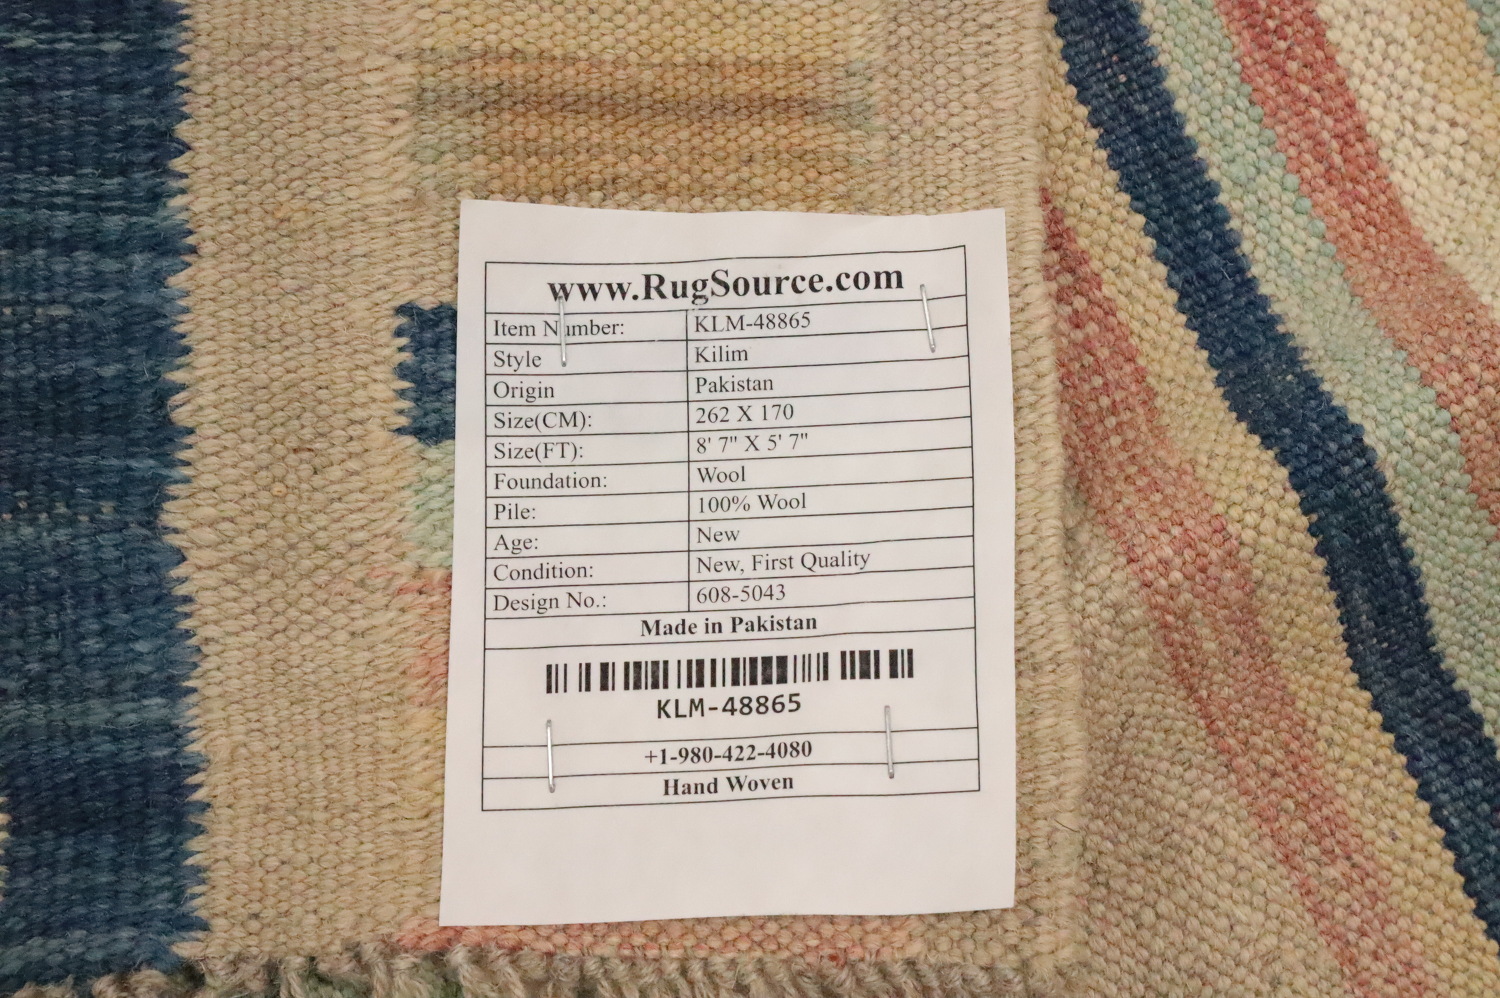 www.RugSource.com
Item Number: KLM-48865
Style Kilim
Origin Pakistan
Size(CM): 262 X 170
Size(FT): 8' 7" X 5' 7"
Foundation: Wool
Pile: 100% Wool
Age: New
Condition: New, First Quality
Design No.: 608-5043
Made in Pakistan
KLM-48865
+1-980-422-4080
Hand Woven